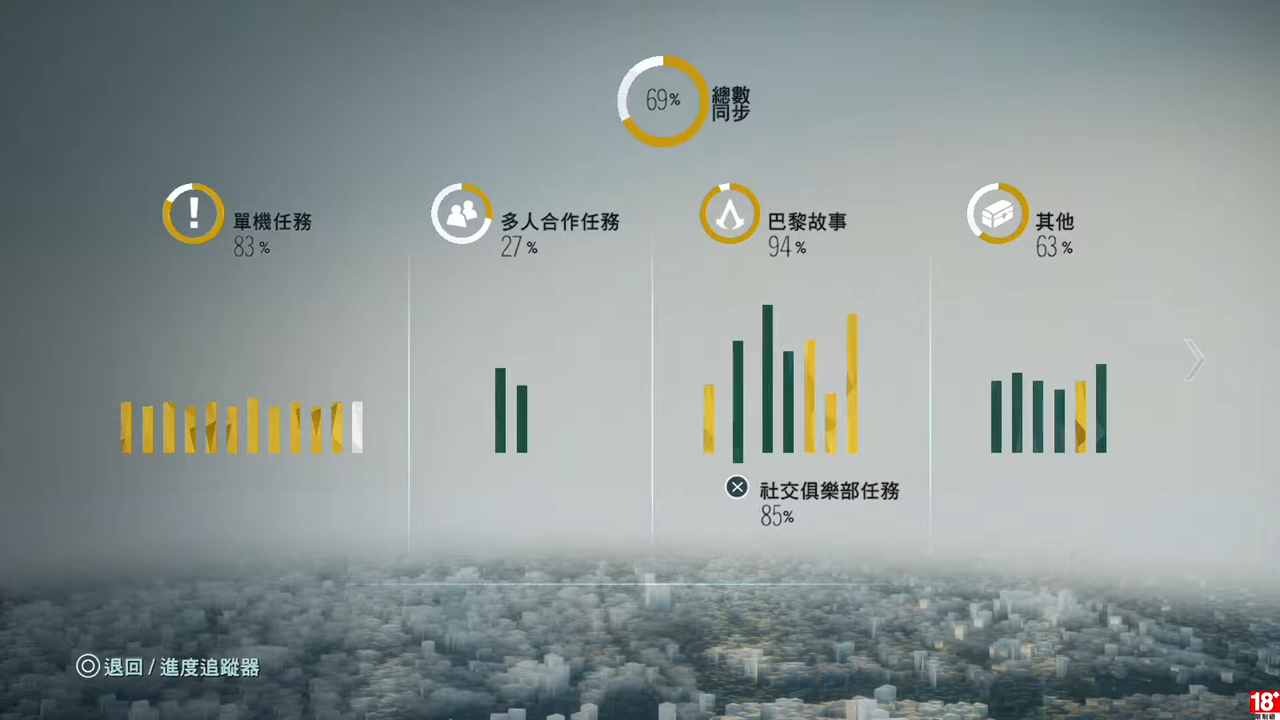 69%
總數
同步
單機任務
83%
多人合作任務
27%
巴黎故事
94%
其他
63%
社交俱樂部任務
85%
退回 / 進度追蹤器
18+